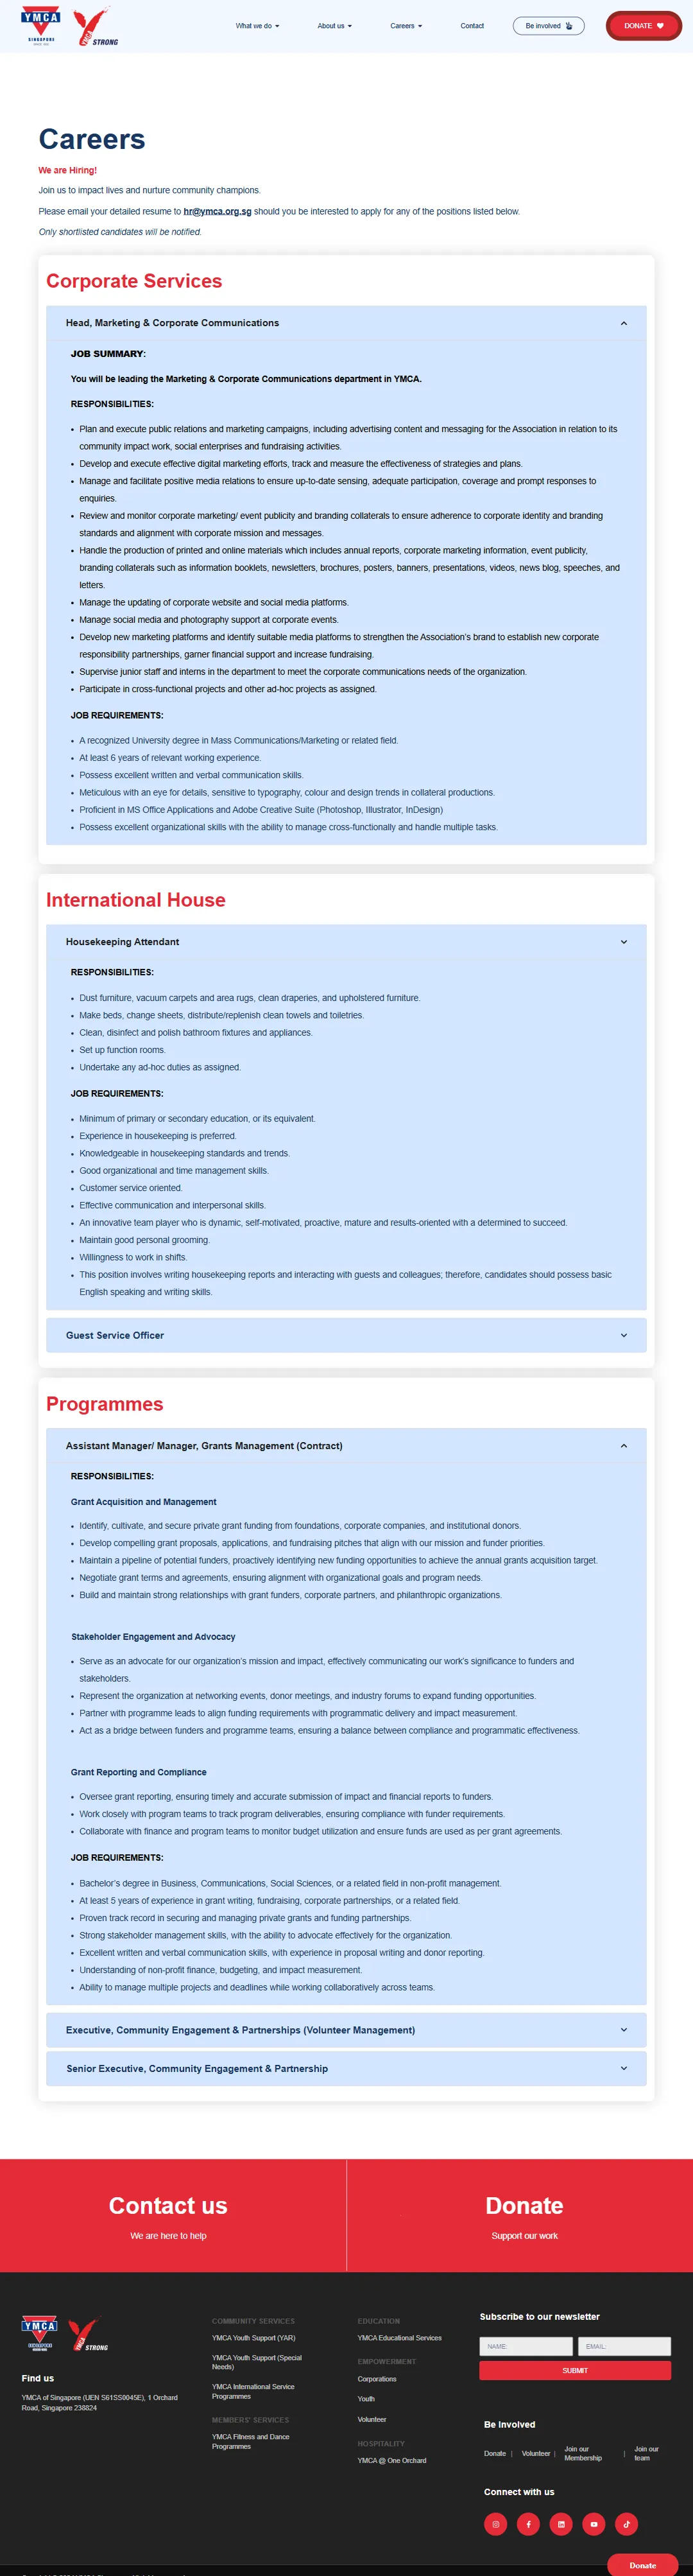 YMCA
SINGAPORE
SINCE 1902
YMCA
STRONG
What we do
About us
Careers
Contact
Be involved
DONATE
Careers
We are Hiring!
Join us to impact lives and nurture community champions.
Please email your detailed resume to hr@ymca.org.sg should you be interested to apply for any of the positions listed below.
Only shortlisted candidates will be notified.
Corporate Services
Head, Marketing & Corporate Communications
JOB SUMMARY:
You will be leading the Marketing & Corporate Communications department in YMCA.
RESPONSIBILITIES:
• Plan and execute public relations and marketing campaigns, including advertising content and messaging for the Association in relation to its
community impact work, social enterprises and fundraising activities.
• Develop and execute effective digital marketing efforts, track and measure the effectiveness of strategies and plans.
• Manage and facilitate positive media relations to ensure up-to-date sensing, adequate participation, coverage and prompt responses to
enquiries.
• Review and monitor corporate marketing/ event publicity and branding collaterals to ensure adherence to corporate identity and branding
standards and alignment with corporate mission and messages.
• Handle the production of printed and online materials which includes annual reports, corporate marketing information, event publicity,
branding collaterals such as information booklets, newsletters, brochures, posters, banners, presentations, videos, news blog, speeches, and
letters.
• Manage the updating of corporate website and social media platforms.
• Manage social media and photography support at corporate events.
• Develop new marketing platforms and identify suitable media platforms to strengthen the Association's brand to establish new corporate
responsibility partnerships, garner financial support and increase fundraising.
• Supervise junior staff and interns in the department to meet the corporate communications needs of the organization.
• Participate in cross-functional projects and other ad-hoc projects as assigned.
JOB REQUIREMENTS:
• A recognized University degree in Mass Communications/Marketing or related field.
• At least 6 years of relevant working experience.
• Possess excellent written and verbal communication skills.
• Meticulous with an eye for details, sensitive to typography, colour and design trends in collateral productions.
• Proficient in MS Office Applications and Adobe Creative Suite (Photoshop, Illustrator, InDesign)
• Possess excellent organizational skills with the ability to manage cross-functionally and handle multiple tasks.
International House
Housekeeping Attendant
RESPONSIBILITIES:
• Dust furniture, vacuum carpets and area rugs, clean draperies, and upholstered furniture.
• Make beds, change sheets, distribute/replenish clean towels and toiletries.
• Clean, disinfect and polish bathroom fixtures and appliances.
• Set up function rooms.
• Undertake any ad-hoc duties as assigned.
JOB REQUIREMENTS:
• Minimum of primary or secondary education, or its equivalent.
• Experience in housekeeping is preferred.
• Knowledgeable in housekeeping standards and trends.
• Good organizational and time management skills.
• Customer service oriented.
• Effective communication and interpersonal skills.
• An innovative team player who is dynamic, self-motivated, proactive, mature and results-oriented with a determined to succeed.
• Maintain good personal grooming.
• Willingness to work in shifts.
• This position involves writing housekeeping reports and interacting with guests and colleagues; therefore, candidates should possess basic
English speaking and writing skills.
Guest Service Officer
Programmes
Assistant Manager/ Manager, Grants Management (Contract)
RESPONSIBILITIES:
Grant Acquisition and Management
• Identify, cultivate, and secure private grant funding from foundations, corporate companies, and institutional donors.
• Develop compelling grant proposals, applications, and fundraising pitches that align with our mission and funder priorities.
• Maintain a pipeline of potential funders, proactively identifying new funding opportunities to achieve the annual grants acquisition target.
• Negotiate grant terms and agreements, ensuring alignment with organizational goals and program needs.
• Build and maintain strong relationships with grant funders, corporate partners, and philanthropic organizations.
Stakeholder Engagement and Advocacy
• Serve as an advocate for our organization's mission and impact, effectively communicating our work's significance to funders and
stakeholders.
• Represent the organization at networking events, donor meetings, and industry forums to expand funding opportunities.
• Partner with programme leads to align funding requirements with programmatic delivery and impact measurement.
• Act as a bridge between funders and programme teams, ensuring a balance between compliance and programmatic effectiveness.
Grant Reporting and Compliance
• Oversee grant reporting, ensuring timely and accurate submission of impact and financial reports to funders.
• Work closely with program teams to track program deliverables, ensuring compliance with funder requirements.
• Collaborate with finance and program teams to monitor budget utilization and ensure funds are used as per grant agreements.
JOB REQUIREMENTS:
• Bachelor's degree in Business, Communications, Social Sciences, or a related field in non-profit management.
• At least 5 years of experience in grant writing, fundraising, corporate partnerships, or a related field.
• Proven track record in securing and managing private grants and funding partnerships.
• Strong stakeholder management skills, with the ability to advocate effectively for the organization.
• Excellent written and verbal communication skills, with experience in proposal writing and donor reporting.
• Understanding of non-profit finance, budgeting, and impact measurement.
• Ability to manage multiple projects and deadlines while working collaboratively across teams.
Executive, Community Engagement & Partnerships (Volunteer Management)
Senior Executive, Community Engagement & Partnership
Contact us
We are here to help
Donate
Support our work
YMCA
SINGAPORE
YMCA
STRONG
Find us
YMCA of Singapore (UEN S61SS0045E), 1 Orchard
Road, Singapore 238824
COMMUNITY SERVICES
YMCA Youth Support (YAR)
YMCA Youth Support (Special
Needs)
YMCA International Service
Programmes
MEMBERS' SERVICES
YMCA Fitness and Dance
Programmes
EDUCATION
YMCA Educational Services
EMPOWERMENT
Corporations
Youth
Volunteer
HOSPITALITY
YMCA @ One Orchard
Subscribe to our newsletter
NAME:
EMAIL:
SUBMIT
Be Involved
Donate | Volunteer | Join our
Membership | Join our
team
Connect with us
Donate